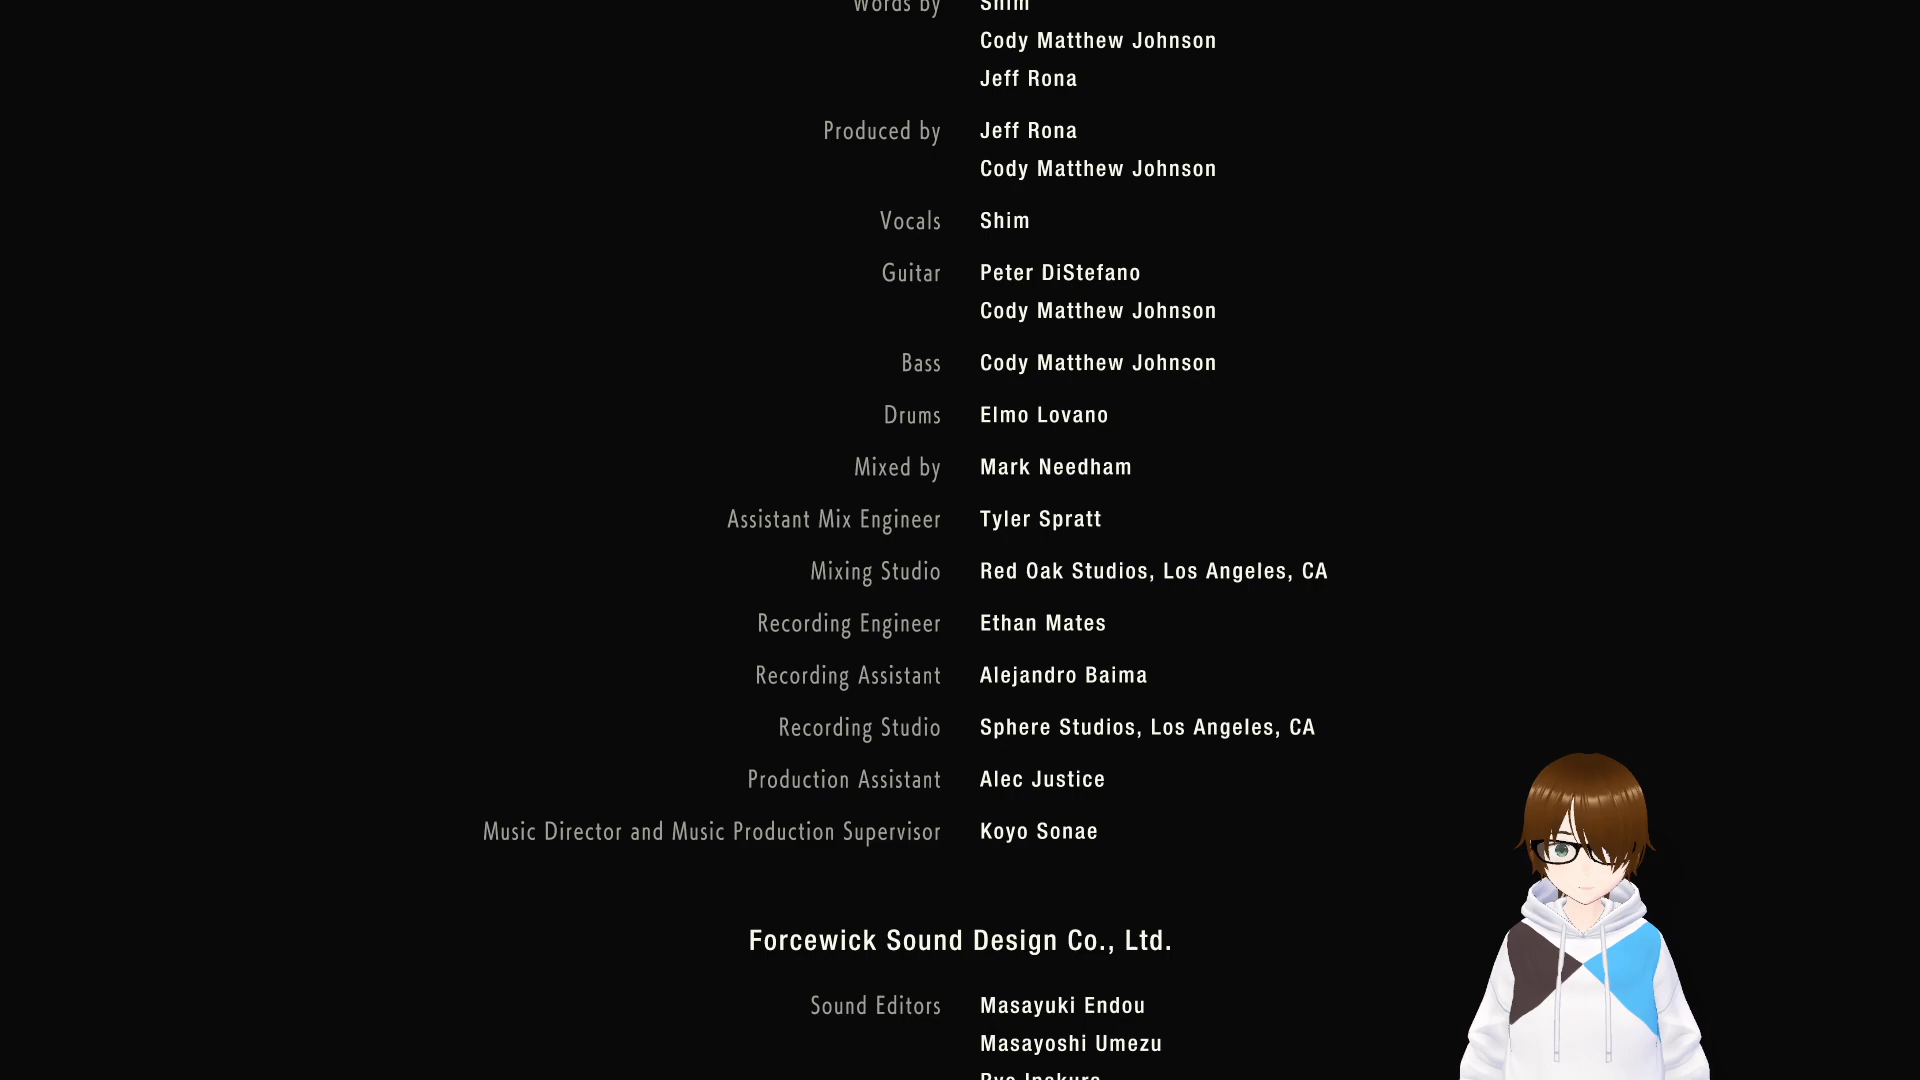 Words by Shim
Cody Matthew Johnson
Jeff Rona
Produced by Jeff Rona
Cody Matthew Johnson
Vocals Shim
Guitar Peter DiStefano
Cody Matthew Johnson
Bass Cody Matthew Johnson
Drums Elmo Lovano
Mixed by Mark Needham
Assistant Mix Engineer Tyler Spratt
Mixing Studio Red Oak Studios, Los Angeles, CA
Recording Engineer Ethan Mates
Recording Assistant Alejandro Baima
Recording Studio Sphere Studios, Los Angeles, CA
Production Assistant Alec Justice
Music Director and Music Production Supervisor Koyo Sonae
Forcewick Sound Design Co., Ltd.
Sound Editors Masayuki Endou
Masayoshi Umezu